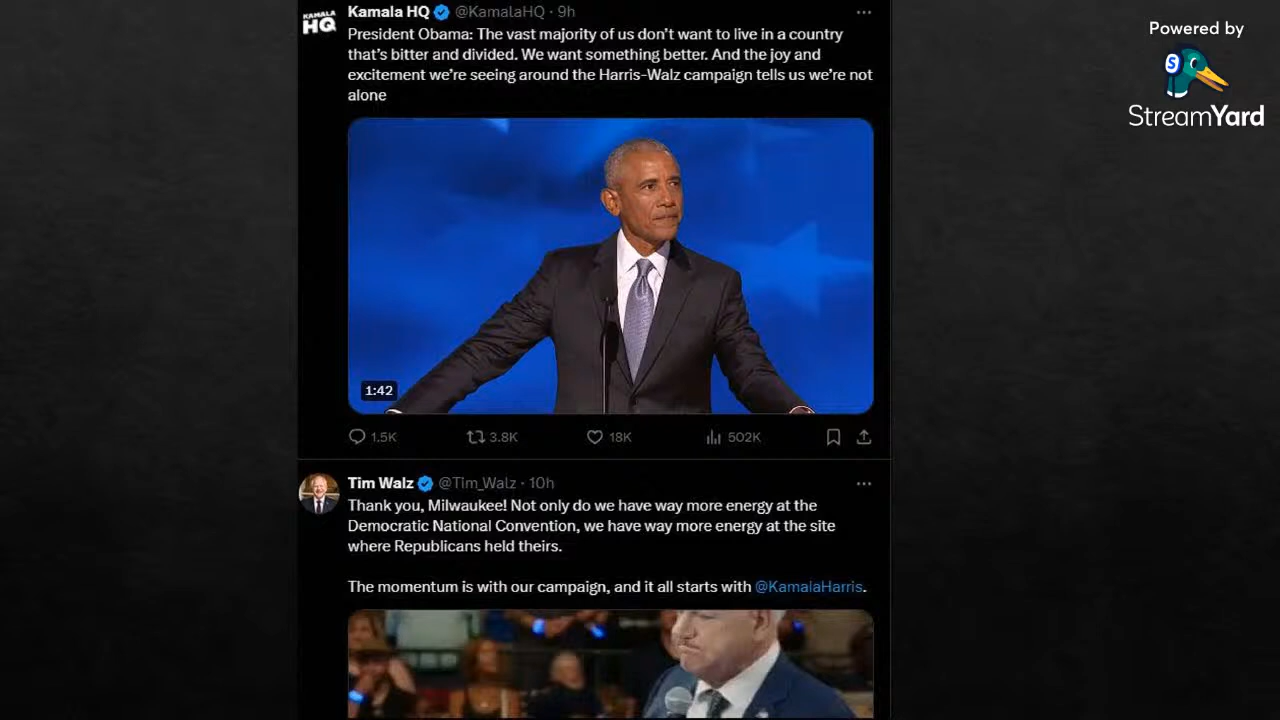 KAMALA
HQ
Kamala HQ @KamalaHQ · 9h
President Obama: The vast majority of us don't want to live in a country
that's bitter and divided. We want something better. And the joy and
excitement we're seeing around the Harris-Walz campaign tells us we're not
alone
1:42
1.5K 3.8K 18K 502K
Tim Walz @Tim_Walz · 10h
Thank you, Milwaukee! Not only do we have way more energy at the
Democratic National Convention, we have way more energy at the site
where Republicans held theirs.
The momentum is with our campaign, and it all starts with @KamalaHarris.
Powered by
S
StreamYard